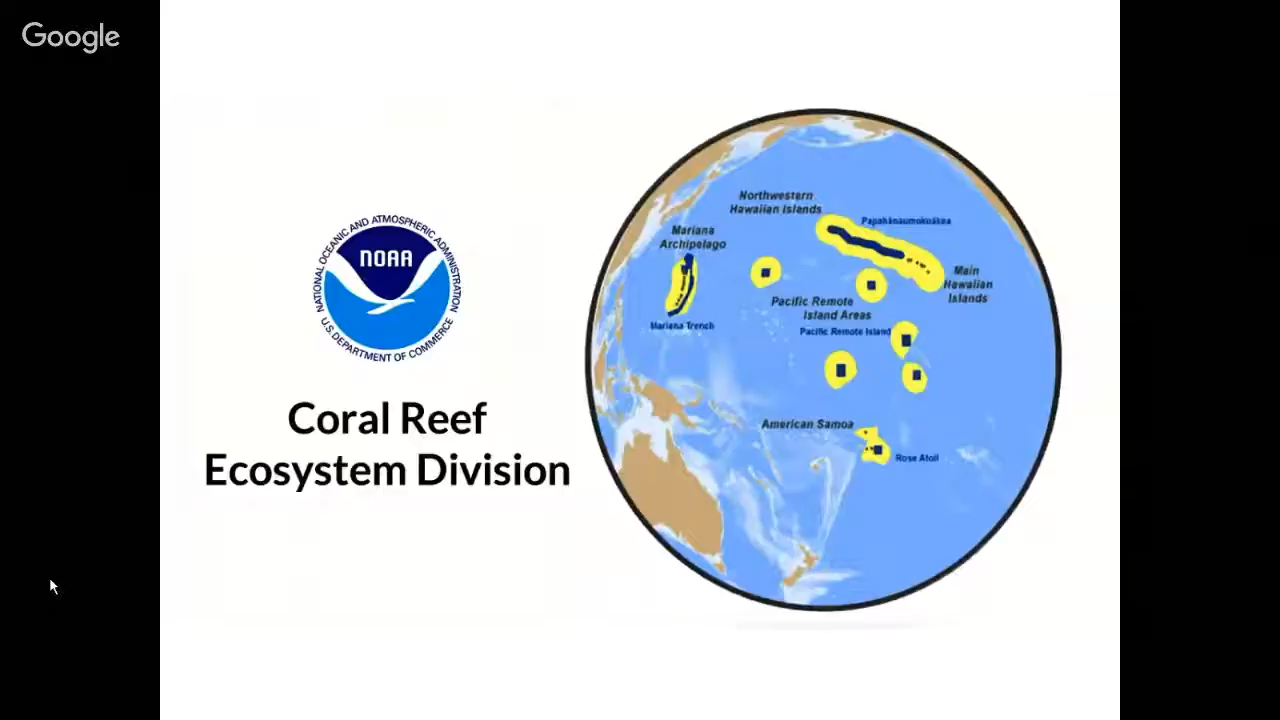 Google
NATIONAL OCEANIC AND ATMOSPHERIC ADMINISTRATION
NOAA
U.S. DEPARTMENT OF COMMERCE
Coral Reef
Ecosystem Division
Northwestern
Hawaiian Islands
Papahānaumokuākea
Mariana
Archipelago
Main
Hawaiian
Islands
Pacific Remote
Island Areas
Mariana Trench
Pacific Remote Island
American Samoa
Rose Atoll